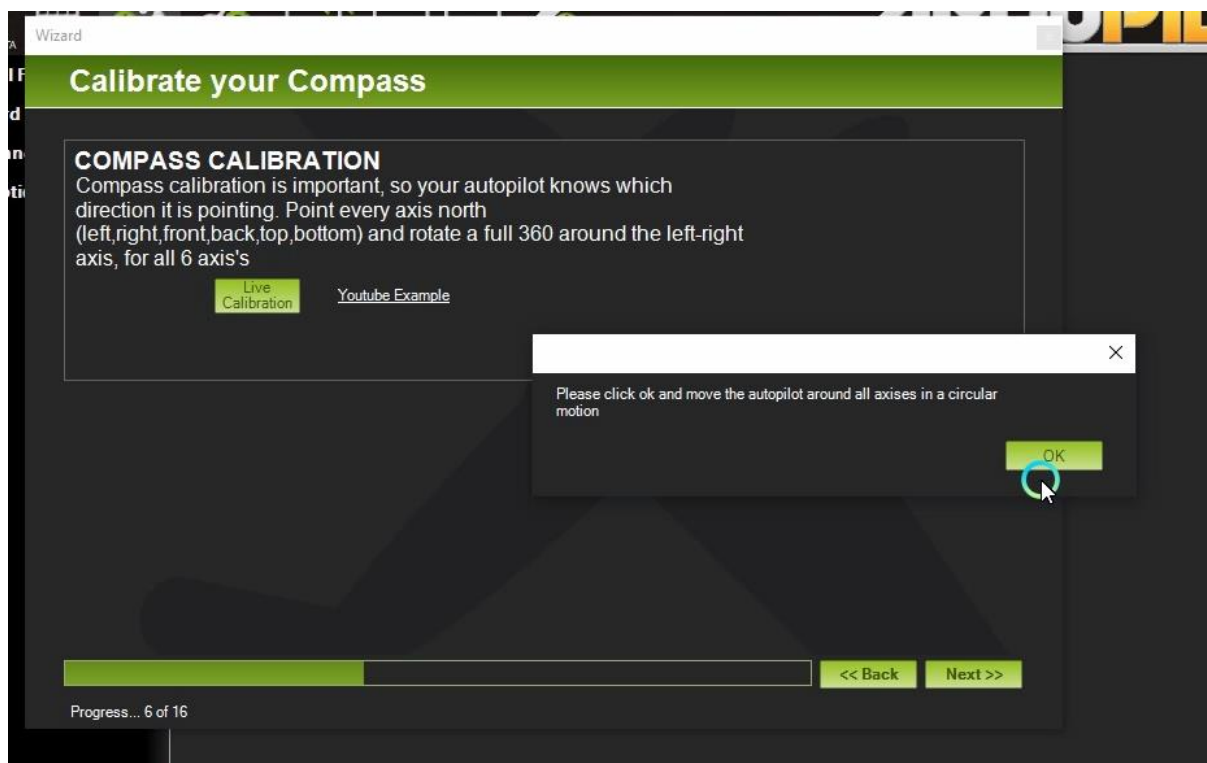 Wizard
Calibrate your Compass
COMPASS CALIBRATION
Compass calibration is important, so your autopilot knows which
direction it is pointing. Point every axis north
(left,right,front,back,top,bottom) and rotate a full 360 around the left-right
axis, for all 6 axis's
Live
Calibration
Youtube Example
Please click ok and move the autopilot around all axises in a circular
motion
OK
<< Back
Next >>
Progress... 6 of 16